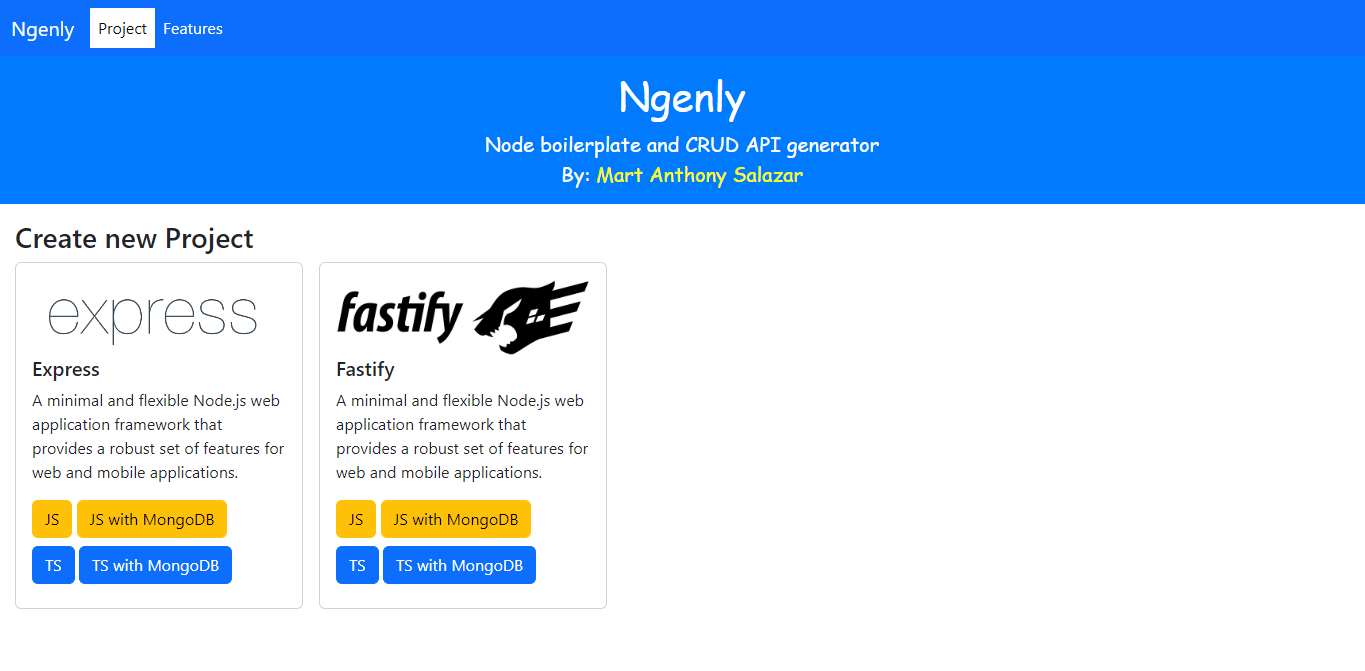 Ngenly Project Features
Ngenly
Node boilerplate and CRUD API generator
By: Mart Anthony Salazar
Create new Project
express
Express
A minimal and flexible Node.js web
application framework that
provides a robust set of features for
web and mobile applications.
JS JS with MongoDB
TS TS with MongoDB
fastify
Fastify
A minimal and flexible Node.js web
application framework that
provides a robust set of features for
web and mobile applications.
JS JS with MongoDB
TS TS with MongoDB